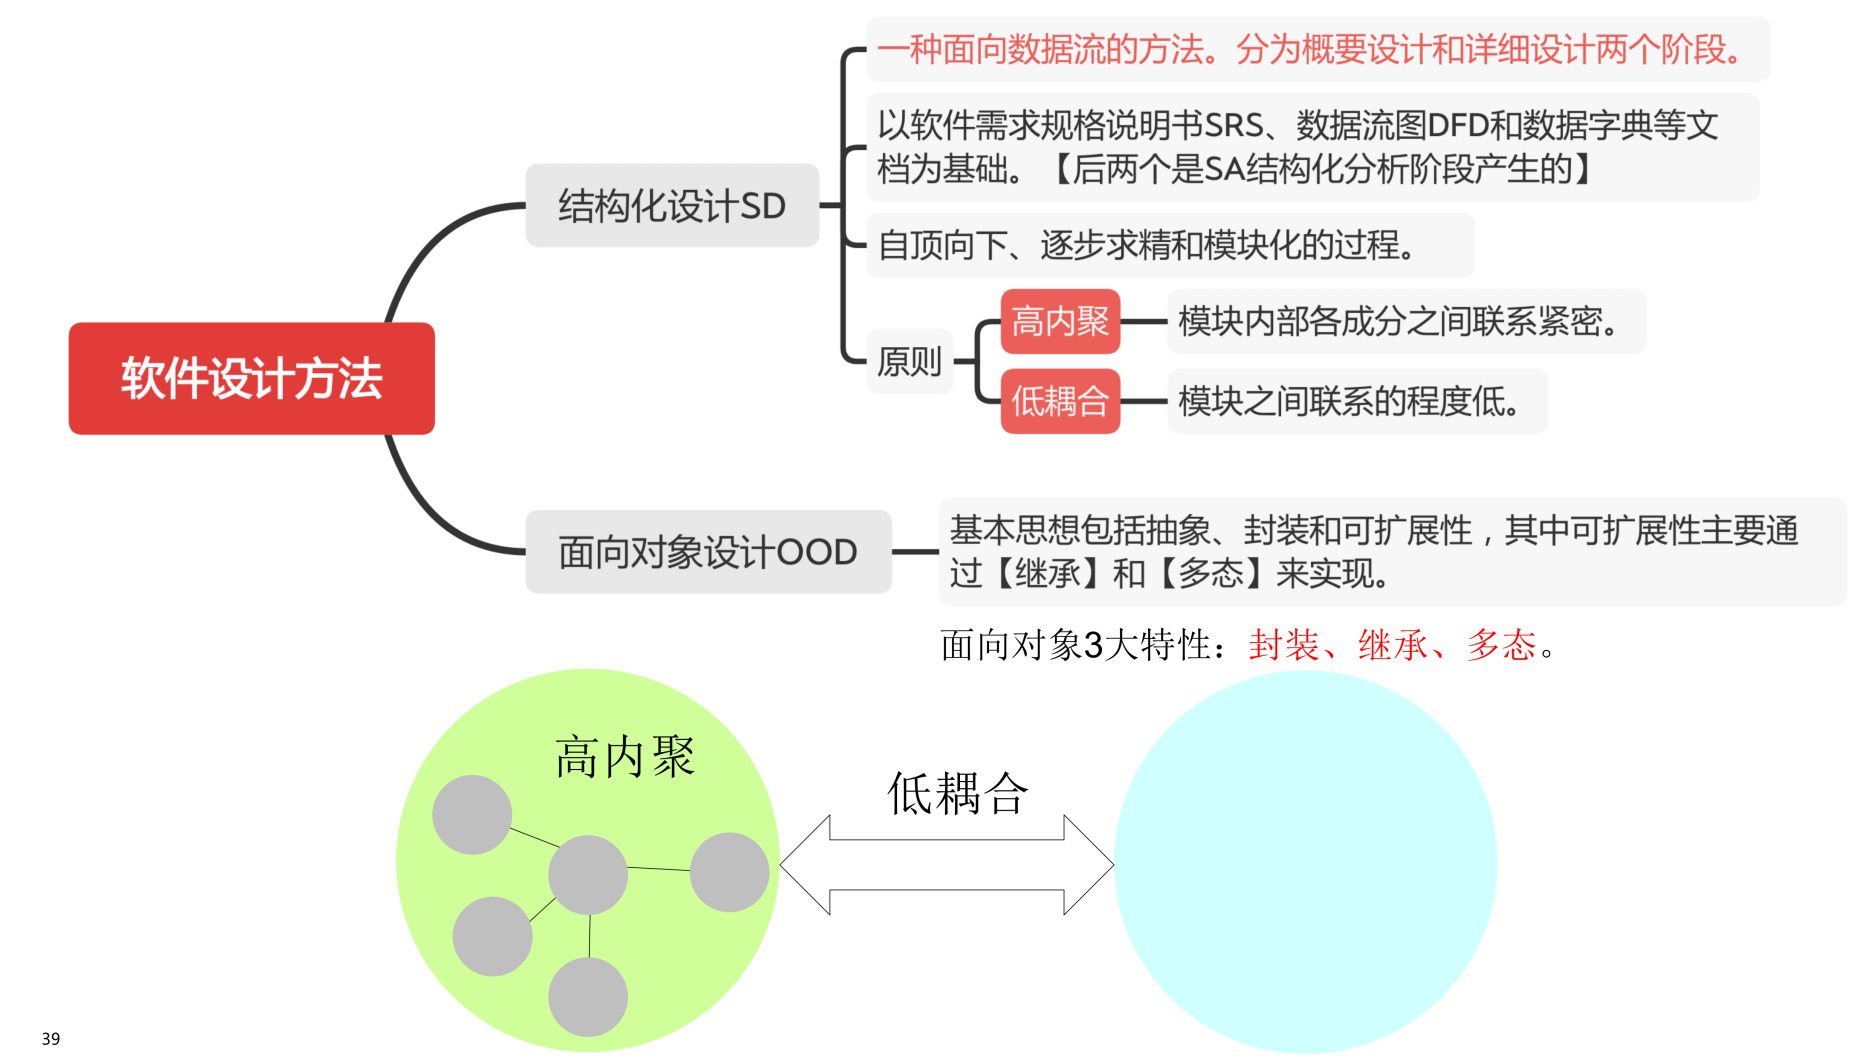 一种面向数据流的方法。分为概要设计和详细设计两个阶段。
以软件需求规格说明书SRS、数据流图DFD和数据字典等文
档为基础。【后两个是SA结构化分析阶段产生的】
结构化设计SD
自顶向下、逐步求精和模块化的过程。
原则
高内聚
模块内部各成分之间联系紧密。
低耦合
模块之间联系的程度低。
软件设计方法
面向对象设计OOD
基本思想包括抽象、封装和可扩展性，其中可扩展性主要通
过【继承】和【多态】来实现。
面向对象3大特性：封装、继承、多态。
高内聚
低耦合
39